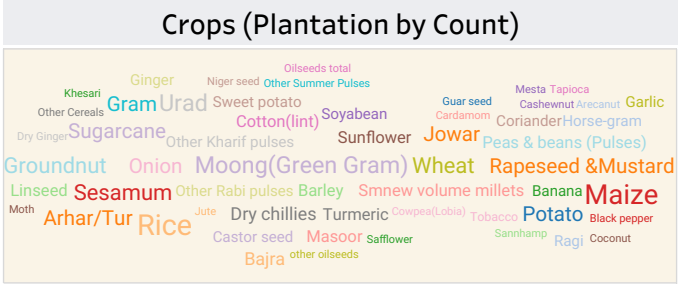 Crops (Plantation by Count)
Oilseeds total
Ginger Niger seed Other Summer Pulses
Khesari Mesta Tapioca
Gram Urad Sweet potato Guar seed Cashewnut Arecanut Garlic
Other Cereals Cotton(lint) Soyabean Cardamom Coriander Horse-gram
Dry Ginger Sugarcane Other Kharif pulses Sunflower Jowar Peas & beans (Pulses)
Groundnut Onion Moong(Green Gram) Wheat Rapeseed &Mustard
Linseed Sesamum Other Rabi pulses Barley Smnew volume millets Banana Maize
Moth Arhar/Tur Rice Jute Dry chillies Turmeric Cowpea(Lobia) Tobacco Potato Black pepper
Castor seed Masoor Safflower Sannhamp Ragi Coconut
Bajra other oilseeds